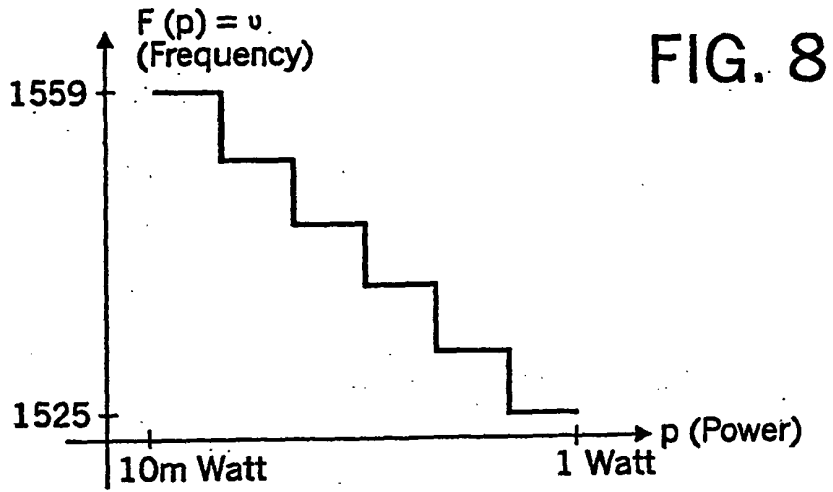 F (p) = υ.
(Frequency)
FIG. 8
1559
1525
p (Power)
10m Watt
1 Watt